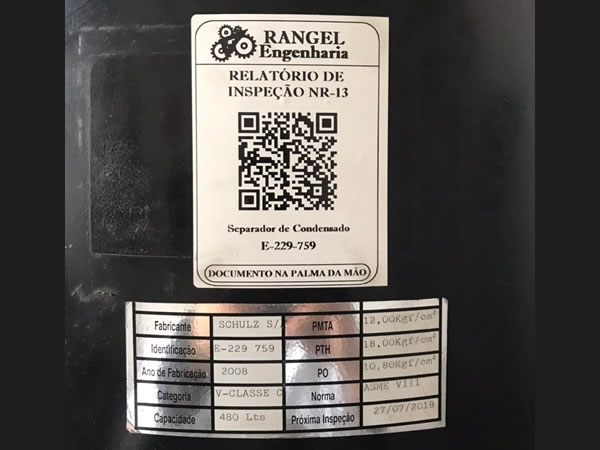 RANGEL
Engenharia
RELATÓRIO DE
INSPEÇÃO NR-13
Separador de Condensado
E-229-759
DOCUMENTO NA PALMA DA MÃO
Fabricante SCHULZ S/ PMTA 12,00Kgf/cm²
Identificação E-229 759 PTH 18,00Kgf/cm²
Ano de Fabricação 2008 PO 10,80Kgf/cm²
Categoria V-CLASSE C Norma ASME VIII
Capacidade 480 Lts Próxima Inspeção 27/07/2019